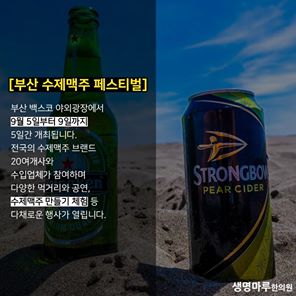 [부산 수제맥주 페스티벌]
부산 백스코 야외광장에서
9월 5일부터 9일까지
5일간 개최됩니다.
전국의 수제맥주 브랜드
20여개사와
수입업체가 참여하며
다양한 먹거리와 공연,
수제맥주 만들기 체험 등
다채로운 행사가 열립니다.
STRONGBOW
PEAR CIDER
생명마루한의원